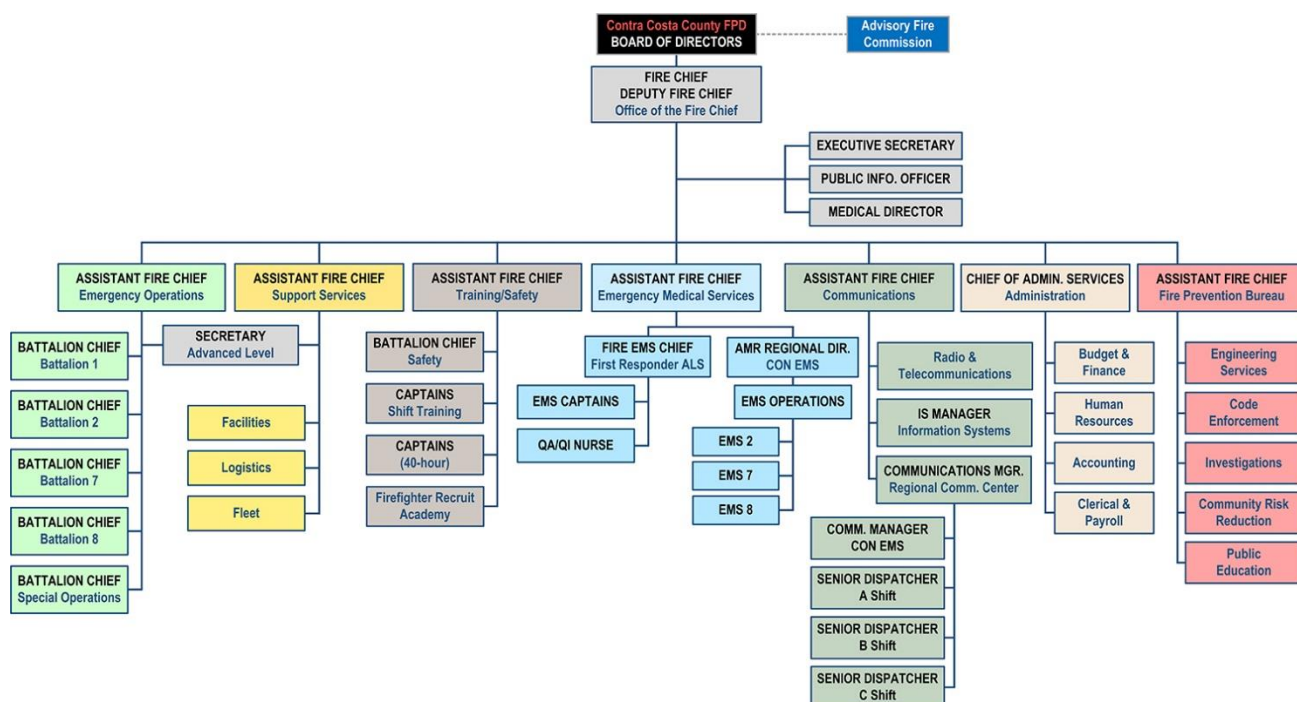 Contra Costa County FPD
BOARD OF DIRECTORS
Advisory Fire
Commission
FIRE CHIEF
DEPUTY FIRE CHIEF
Office of the Fire Chief
EXECUTIVE SECRETARY
PUBLIC INFO. OFFICER
MEDICAL DIRECTOR
ASSISTANT FIRE CHIEF
Emergency Operations
SECRETARY
Advanced Level
BATTALION CHIEF
Battalion 1
BATTALION CHIEF
Battalion 2
BATTALION CHIEF
Battalion 7
BATTALION CHIEF
Battalion 8
BATTALION CHIEF
Special Operations
ASSISTANT FIRE CHIEF
Support Services
Facilities
Logistics
Fleet
ASSISTANT FIRE CHIEF
Training/Safety
BATTALION CHIEF
Safety
CAPTAINS
Shift Training
CAPTAINS
(40-hour)
Firefighter Recruit
Academy
ASSISTANT FIRE CHIEF
Emergency Medical Services
FIRE EMS CHIEF
First Responder ALS
EMS CAPTAINS
QA/QI NURSE
AMR REGIONAL DIR.
CON EMS
EMS OPERATIONS
EMS 2
EMS 7
EMS 8
ASSISTANT FIRE CHIEF
Communications
Radio &
Telecommunications
IS MANAGER
Information Systems
COMMUNICATIONS MGR.
Regional Comm. Center
COMM. MANAGER
CON EMS
SENIOR DISPATCHER
A Shift
SENIOR DISPATCHER
B Shift
SENIOR DISPATCHER
C Shift
CHIEF OF ADMIN. SERVICES
Administration
Budget &
Finance
Human
Resources
Accounting
Clerical &
Payroll
ASSISTANT FIRE CHIEF
Fire Prevention Bureau
Engineering
Services
Code
Enforcement
Investigations
Community Risk
Reduction
Public
Education